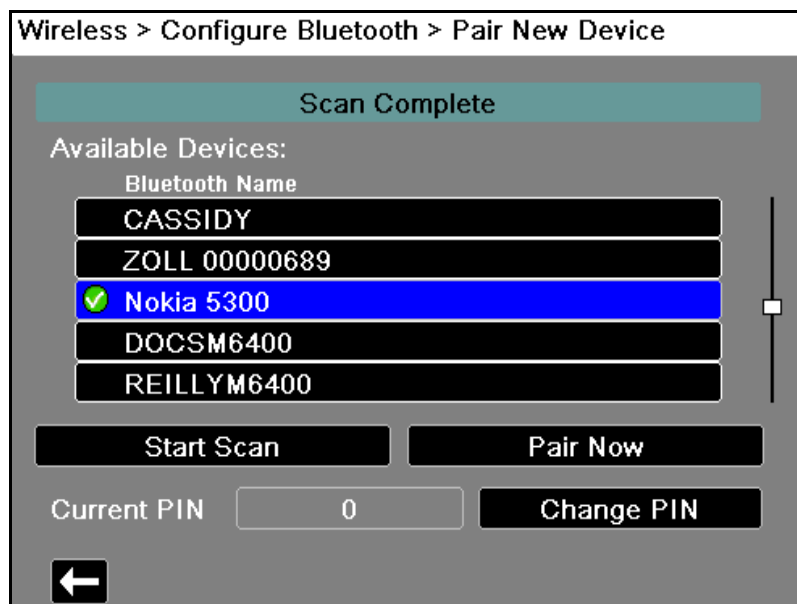 Wireless > Configure Bluetooth > Pair New Device
Scan Complete
Available Devices:
Bluetooth Name
CASSIDY
ZOLL 00000689
Nokia 5300
DOCSM6400
REILLYM6400
Start Scan
Pair Now
Current PIN
0
Change PIN